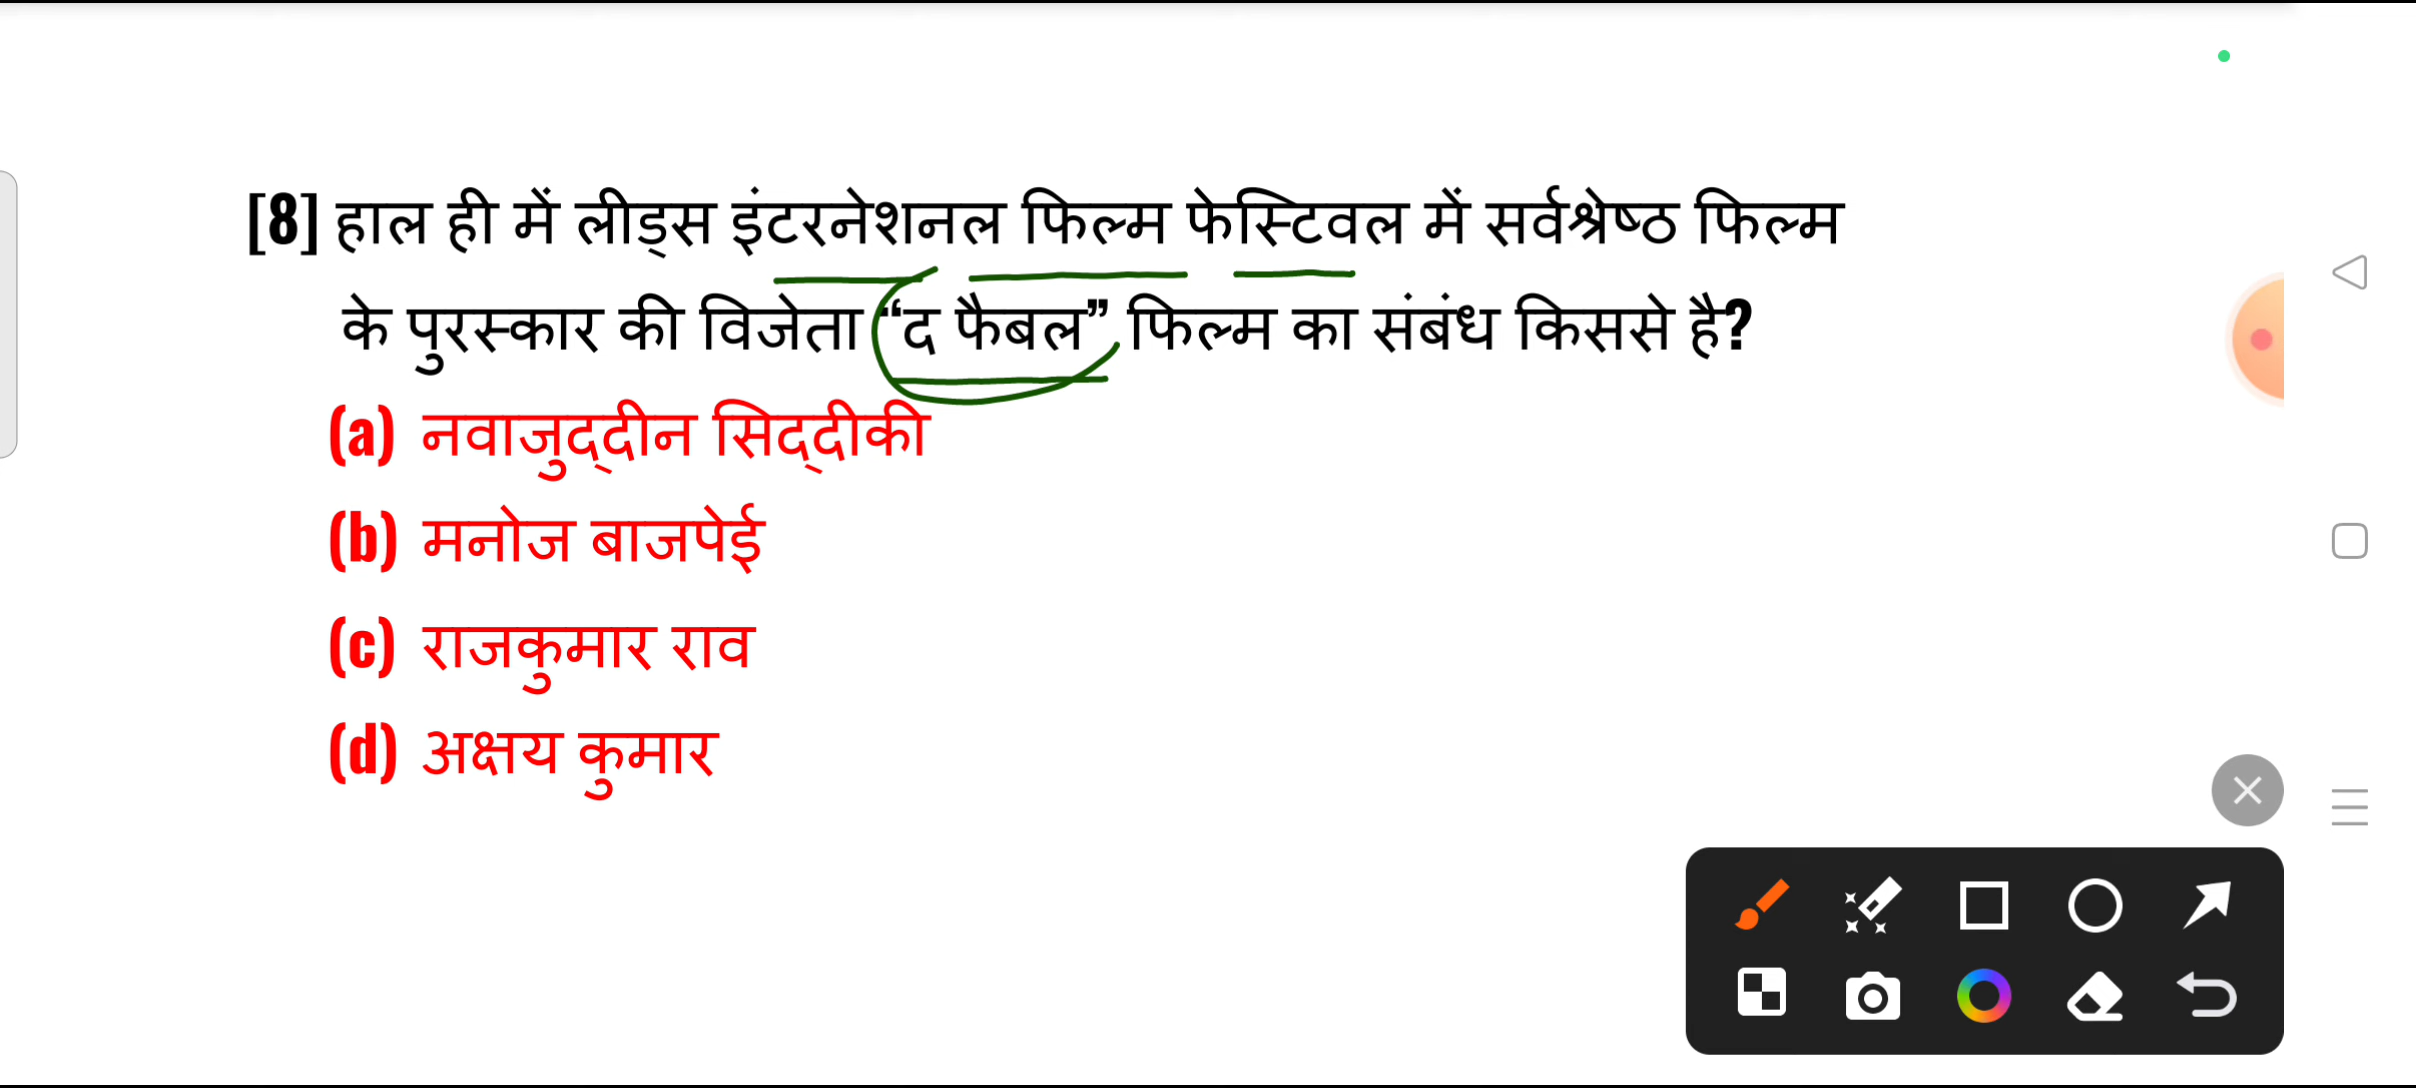 [8] हाल ही में लीड्स इंटरनेशनल फिल्म फेस्टिवल में सर्वश्रेष्ठ फिल्म
के पुरस्कार की विजेता “द फैबल” फिल्म का संबंध किससे है?
(a) नवाजुद्दीन सिद्दीकी
(b) मनोज बाजपेई
(c) राजकुमार राव
(d) अक्षय कुमार